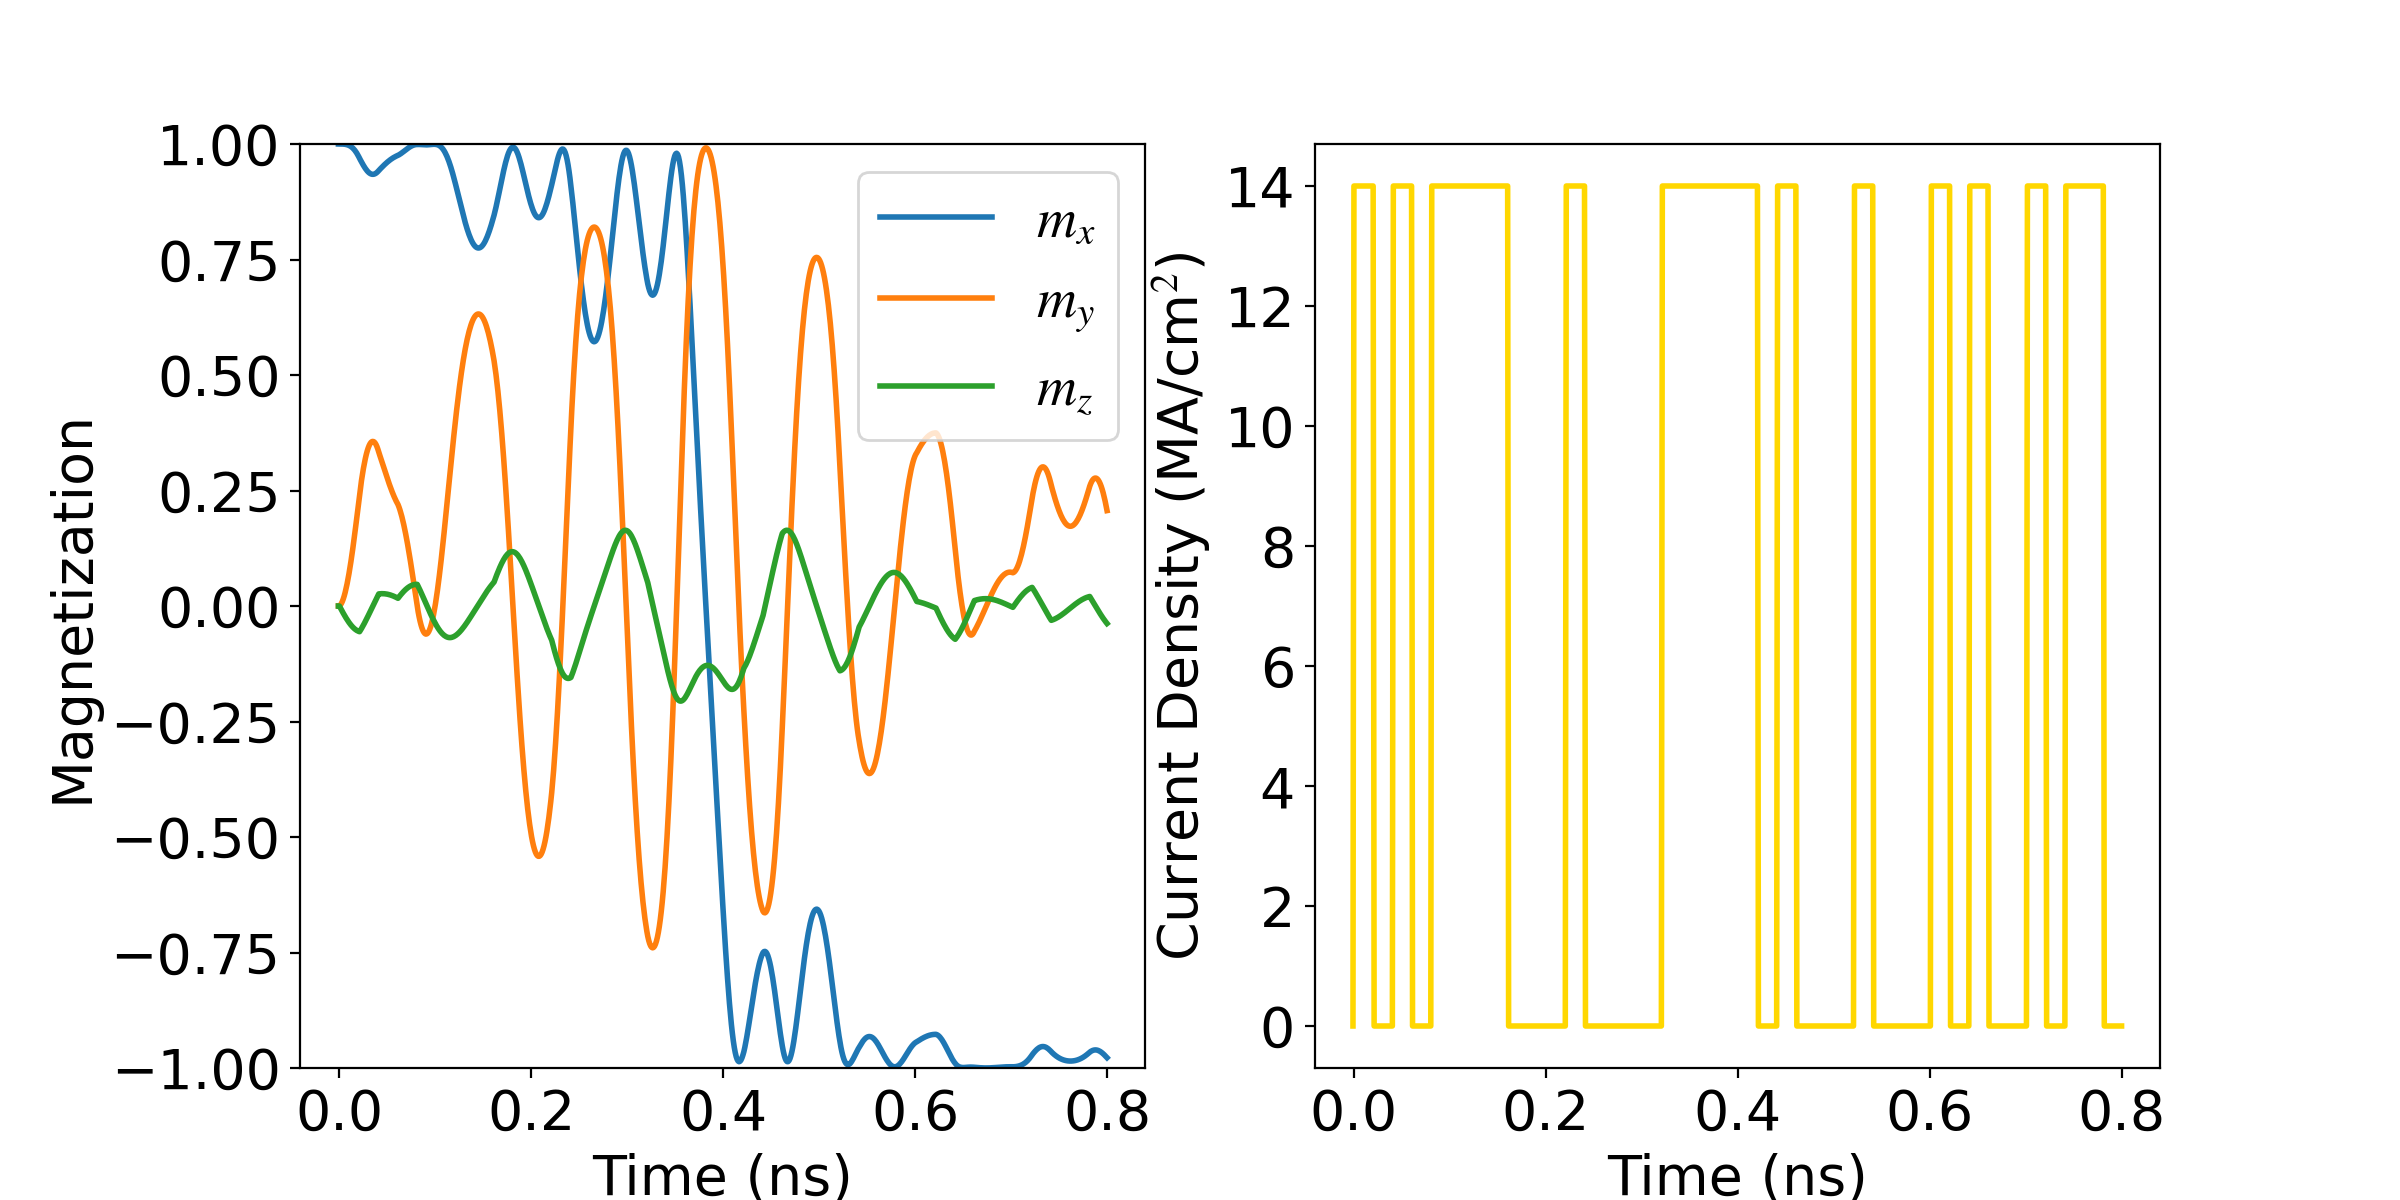 1.00
0.75
0.50
0.25
0.00
−0.25
−0.50
−0.75
−1.00
0.0 0.2 0.4 0.6 0.8
Time (ns)
Magnetization
m_x
m_y
m_z
14
12
10
8
6
4
2
0
0.0 0.2 0.4 0.6 0.8
Time (ns)
Current Density (MA/cm²)